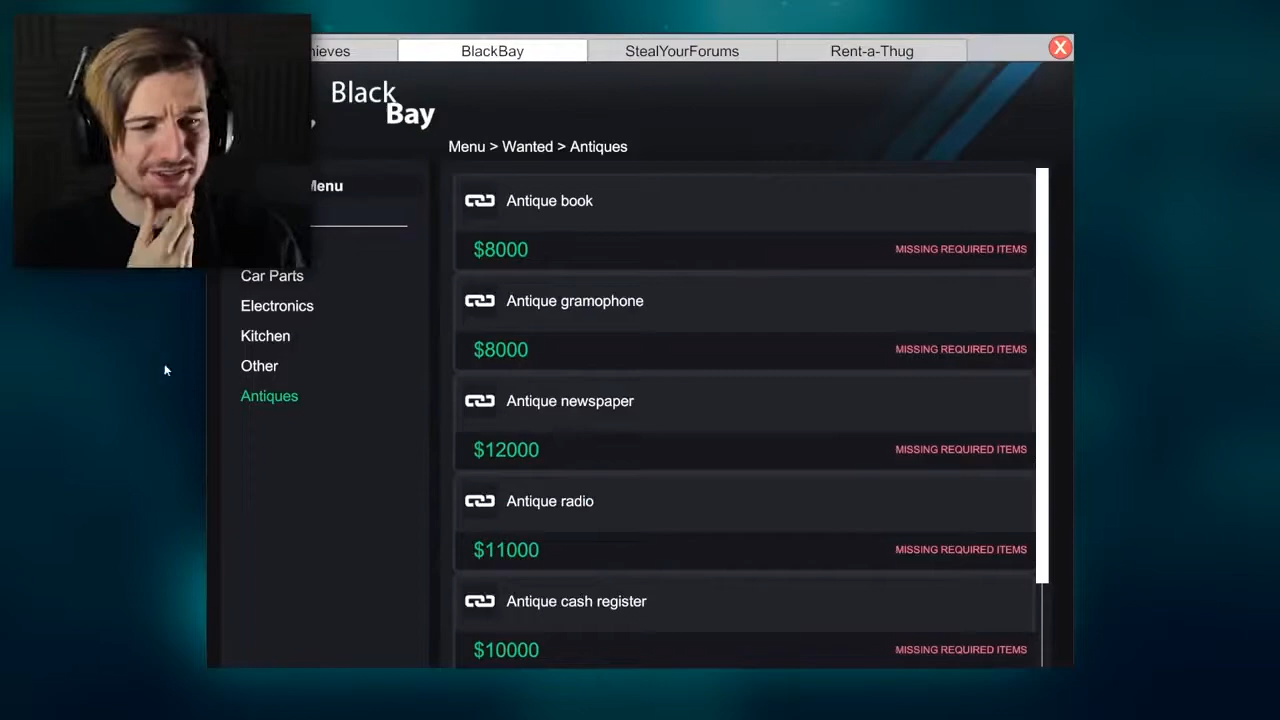 hieves
BlackBay
StealYourForums
Rent-a-Thug
X
Black
Bay
Menu > Wanted > Antiques
Menu
Car Parts
Electronics
Kitchen
Other
Antiques
Antique book
$8000
MISSING REQUIRED ITEMS
Antique gramophone
$8000
MISSING REQUIRED ITEMS
Antique newspaper
$12000
MISSING REQUIRED ITEMS
Antique radio
$11000
MISSING REQUIRED ITEMS
Antique cash register
$10000
MISSING REQUIRED ITEMS